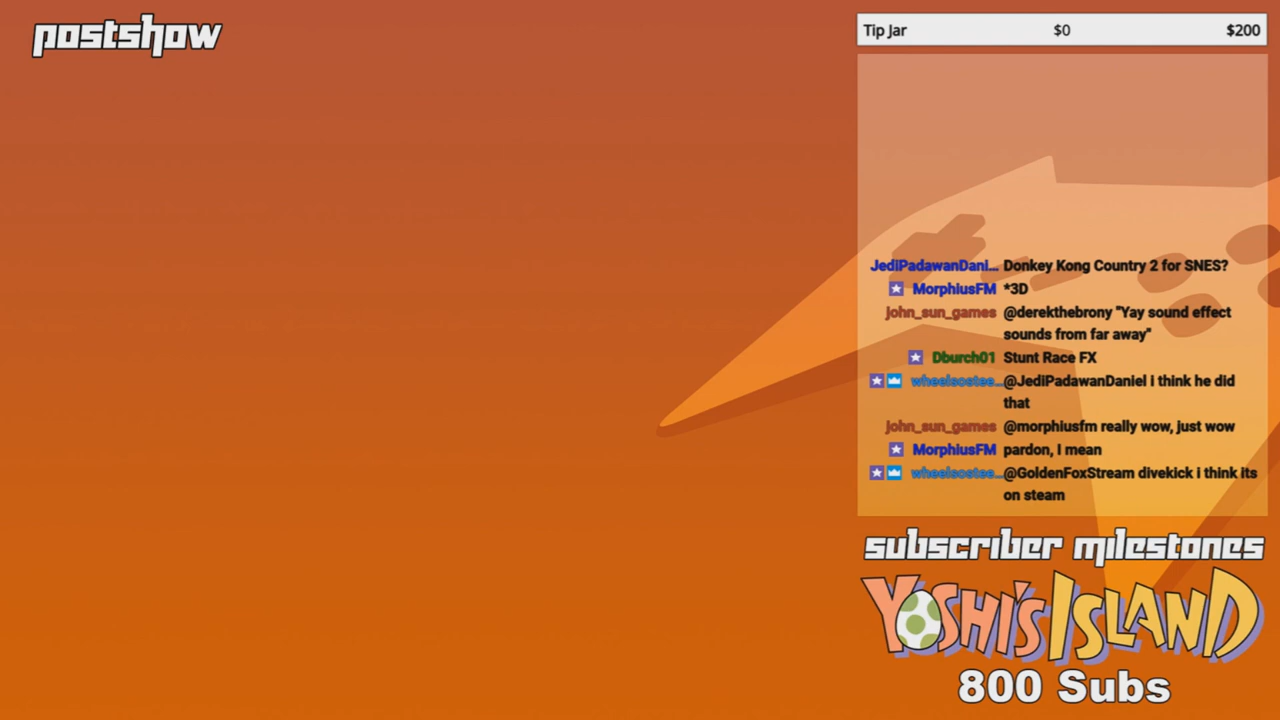 postshow
Tip Jar $0 $200
JediPadawanDani... Donkey Kong Country 2 for SNES?
MorphiusFM *3D
john_sun_games @derekthebrony "Yay sound effect
sounds from far away"
Dburch01 Stunt Race FX
wheelsostee... @JediPadawanDaniel i think he did
that
john_sun_games @morphiusfm really wow, just wow
MorphiusFM pardon, I mean
wheelsostee... @GoldenFoxStream divekick i think its
on steam
subscriber milestones
YOSHI'S ISLAND
800 Subs